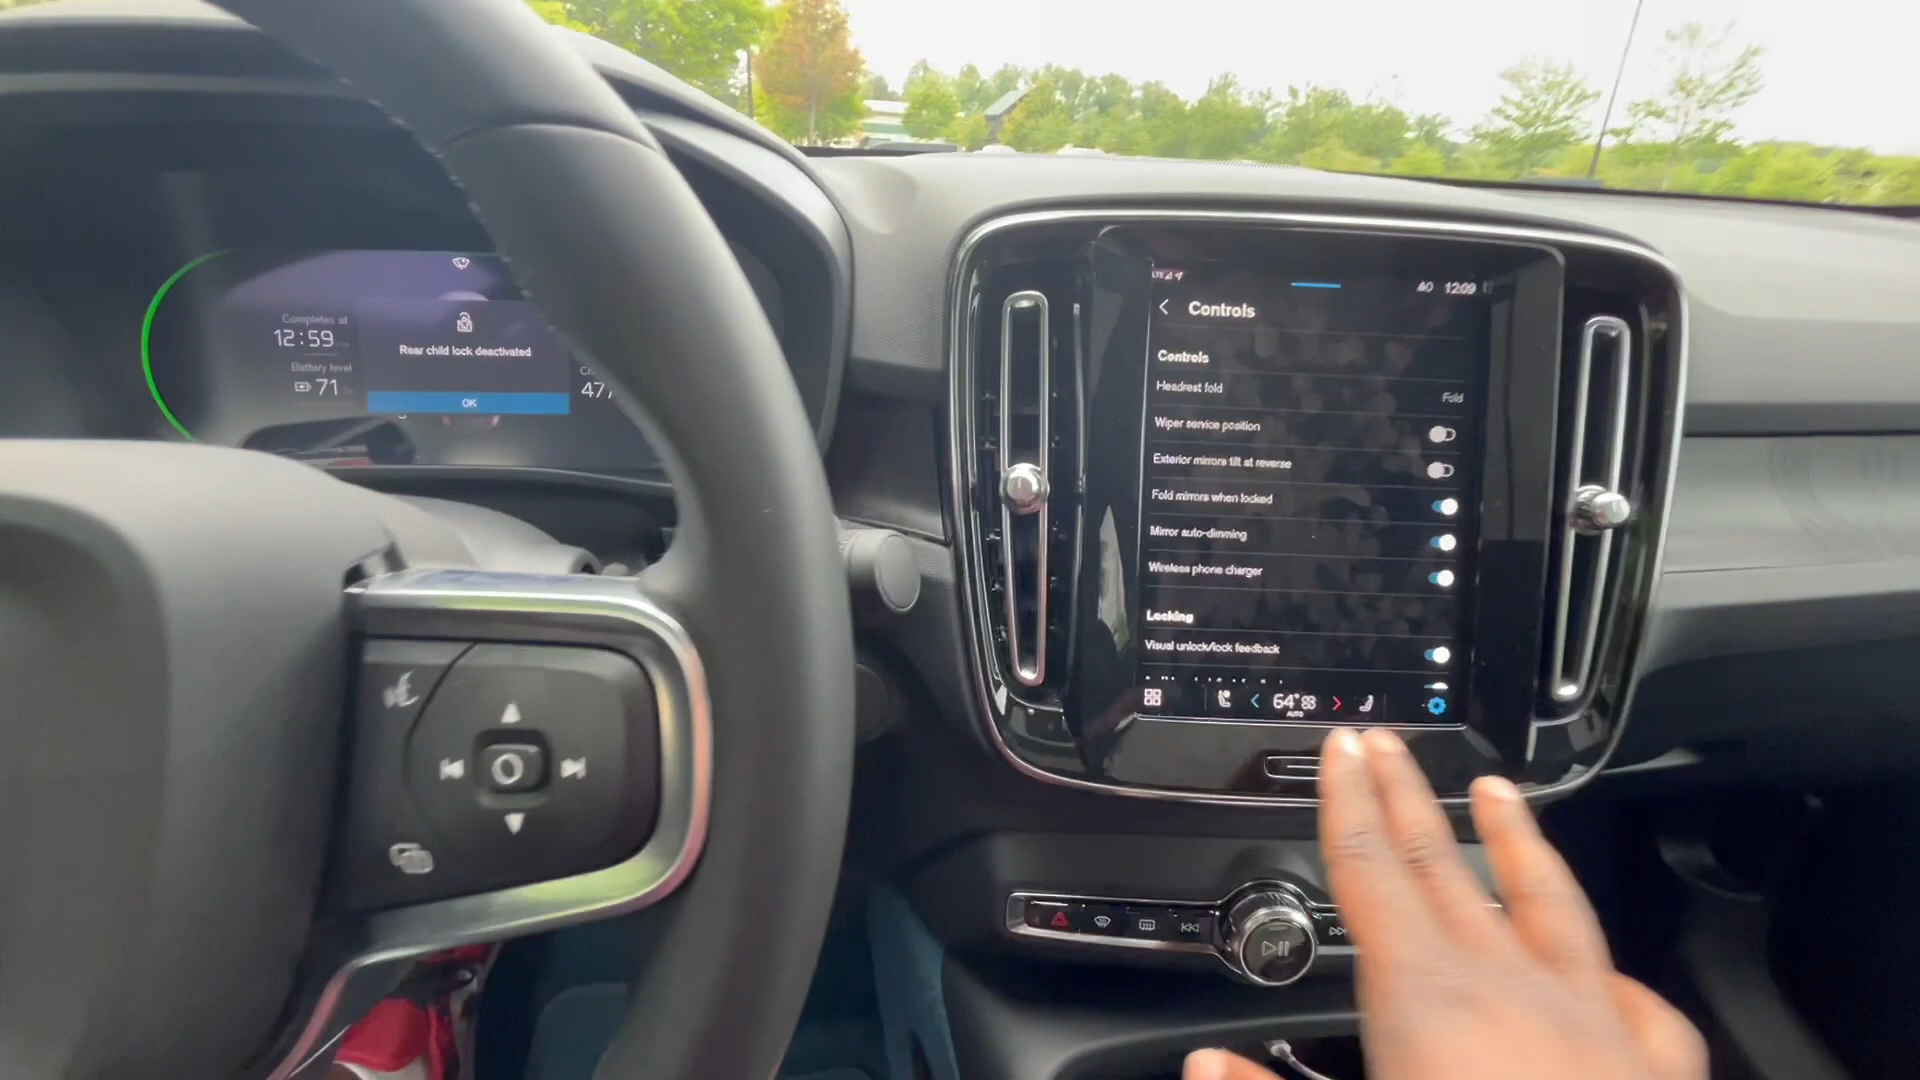 Completes at
12:59
Battery level
71
Rear child lock deactivated
OK
47
LTE
12:09
Controls
Controls
Headrest fold
Fold
Wiper service position
Exterior mirrors tilt at reverse
Fold mirrors when locked
Mirror auto-dimming
Wireless phone charger
Locking
Visual unlock/lock feedback
64°
AUTO